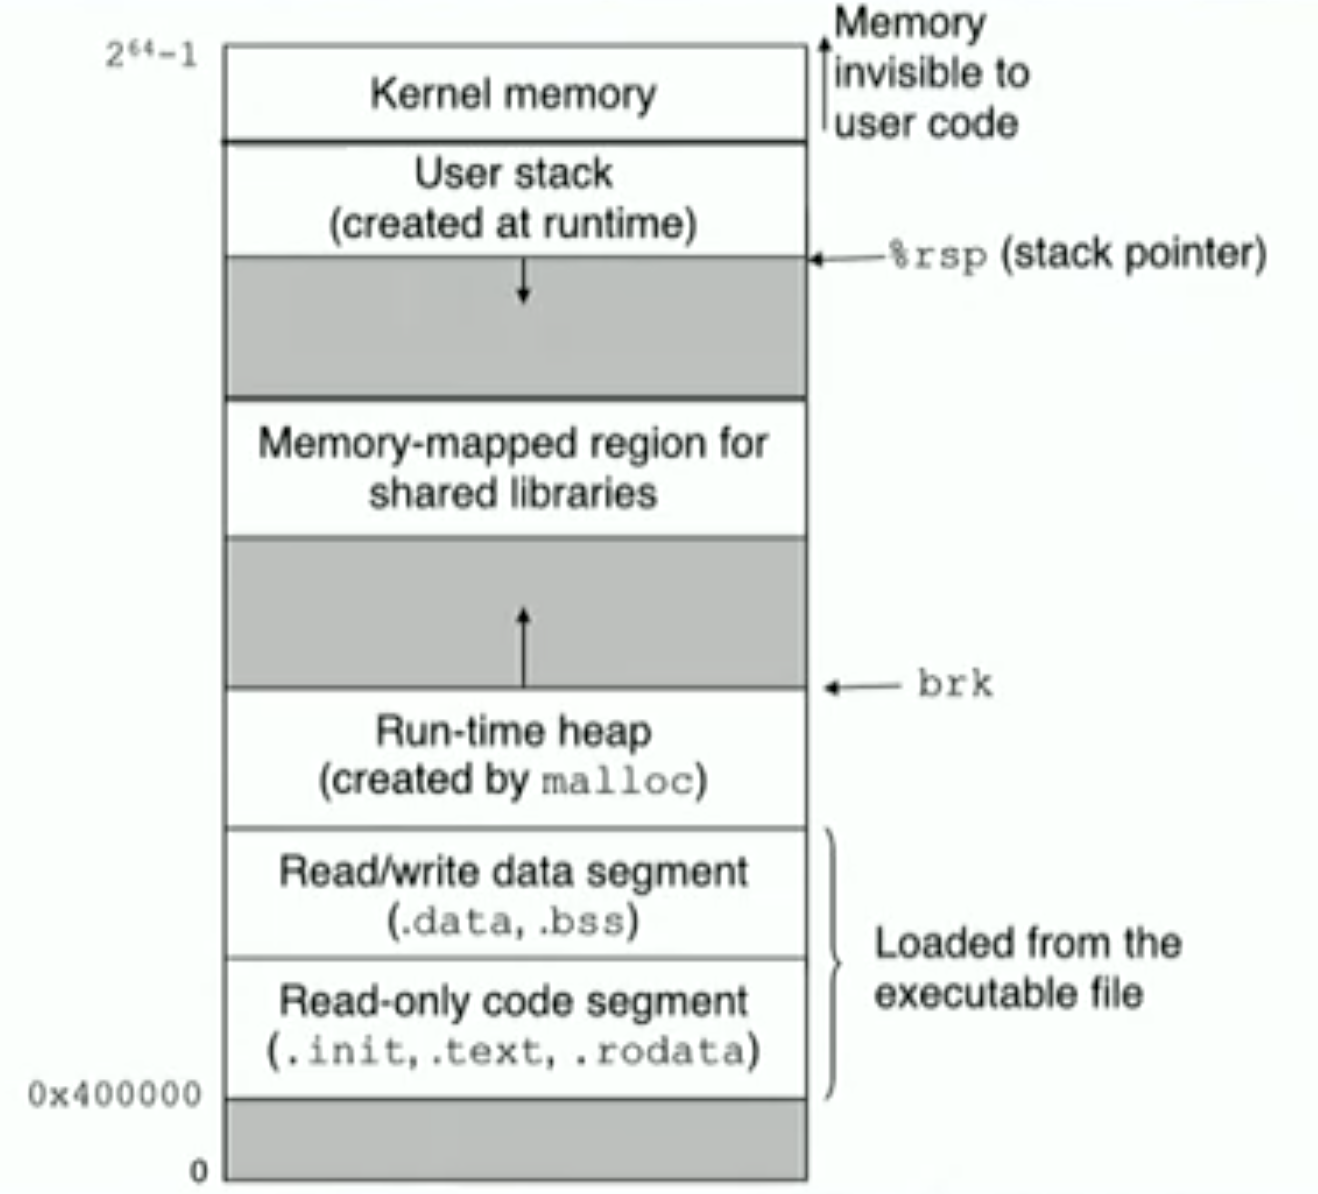 2⁶⁴-1
Kernel memory
Memory
invisible to
user code
User stack
(created at runtime)
%rsp (stack pointer)
Memory-mapped region for
shared libraries
brk
Run-time heap
(created by malloc)
Read/write data segment
(.data, .bss)
Loaded from the
executable file
Read-only code segment
(.init, .text, .rodata)
0x400000
0